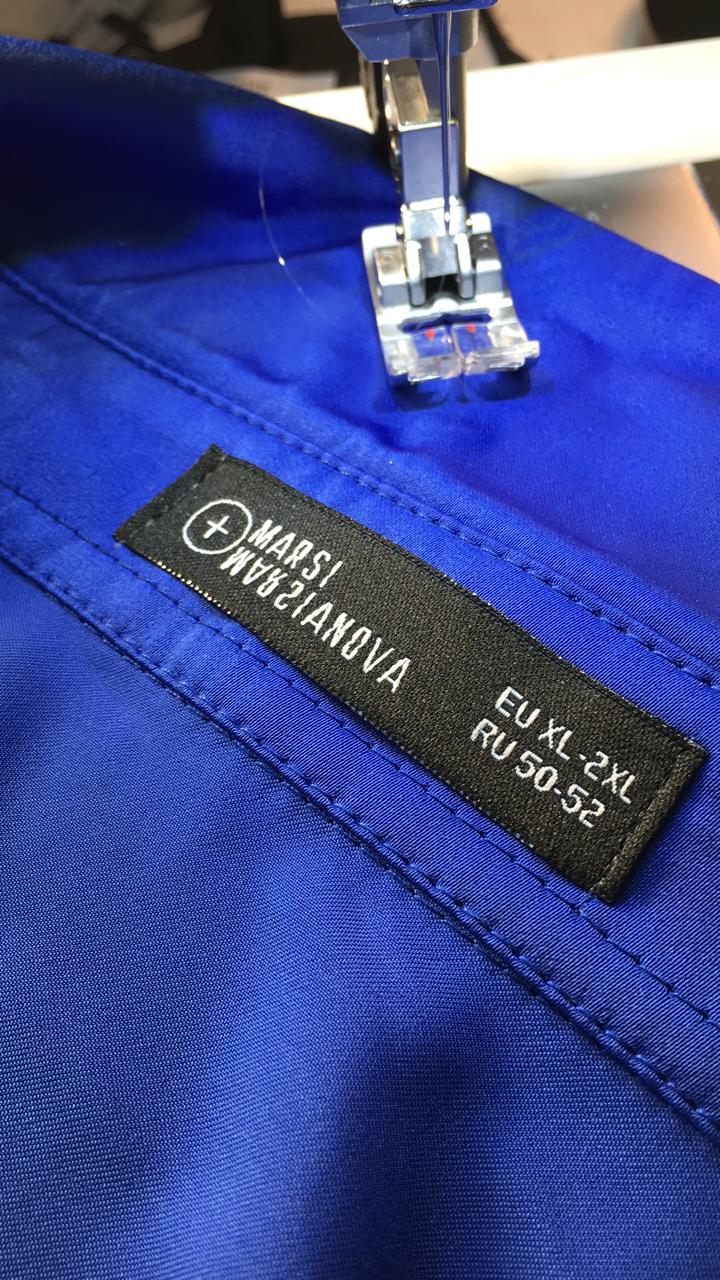 MARSI
MARSIANOVA
EU XL-2XL
RU 50-52